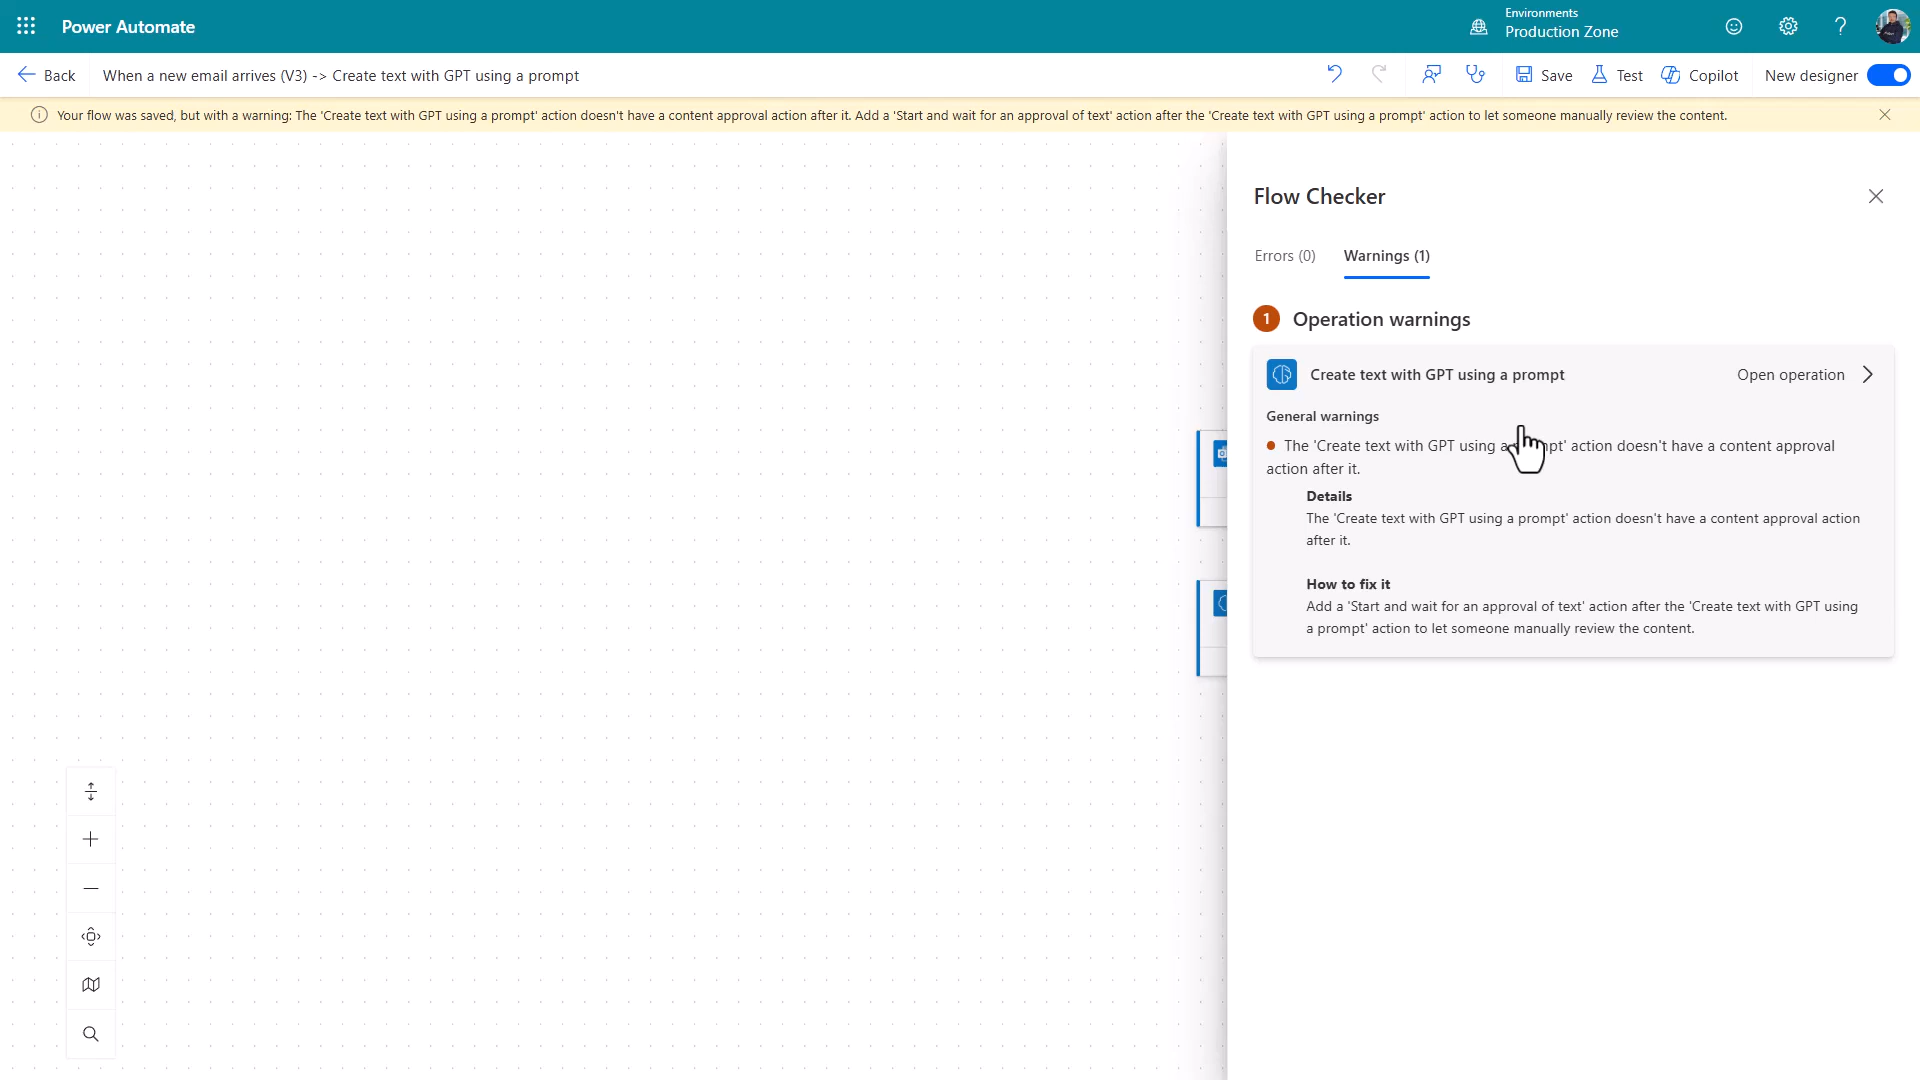 Power Automate
Environments
Production Zone
Back
When a new email arrives (V3) -> Create text with GPT using a prompt
Save
Test
Copilot
New designer
Your flow was saved, but with a warning: The 'Create text with GPT using a prompt' action doesn't have a content approval action after it. Add a 'Start and wait for an approval of text' action after the 'Create text with GPT using a prompt' action to let someone manually review the content.
Flow Checker
Errors (0)
Warnings (1)
1 Operation warnings
Create text with GPT using a prompt
Open operation
General warnings
The 'Create text with GPT using a prompt' action doesn't have a content approval
action after it.
Details
The 'Create text with GPT using a prompt' action doesn't have a content approval action
after it.
How to fix it
Add a 'Start and wait for an approval of text' action after the 'Create text with GPT using
a prompt' action to let someone manually review the content.